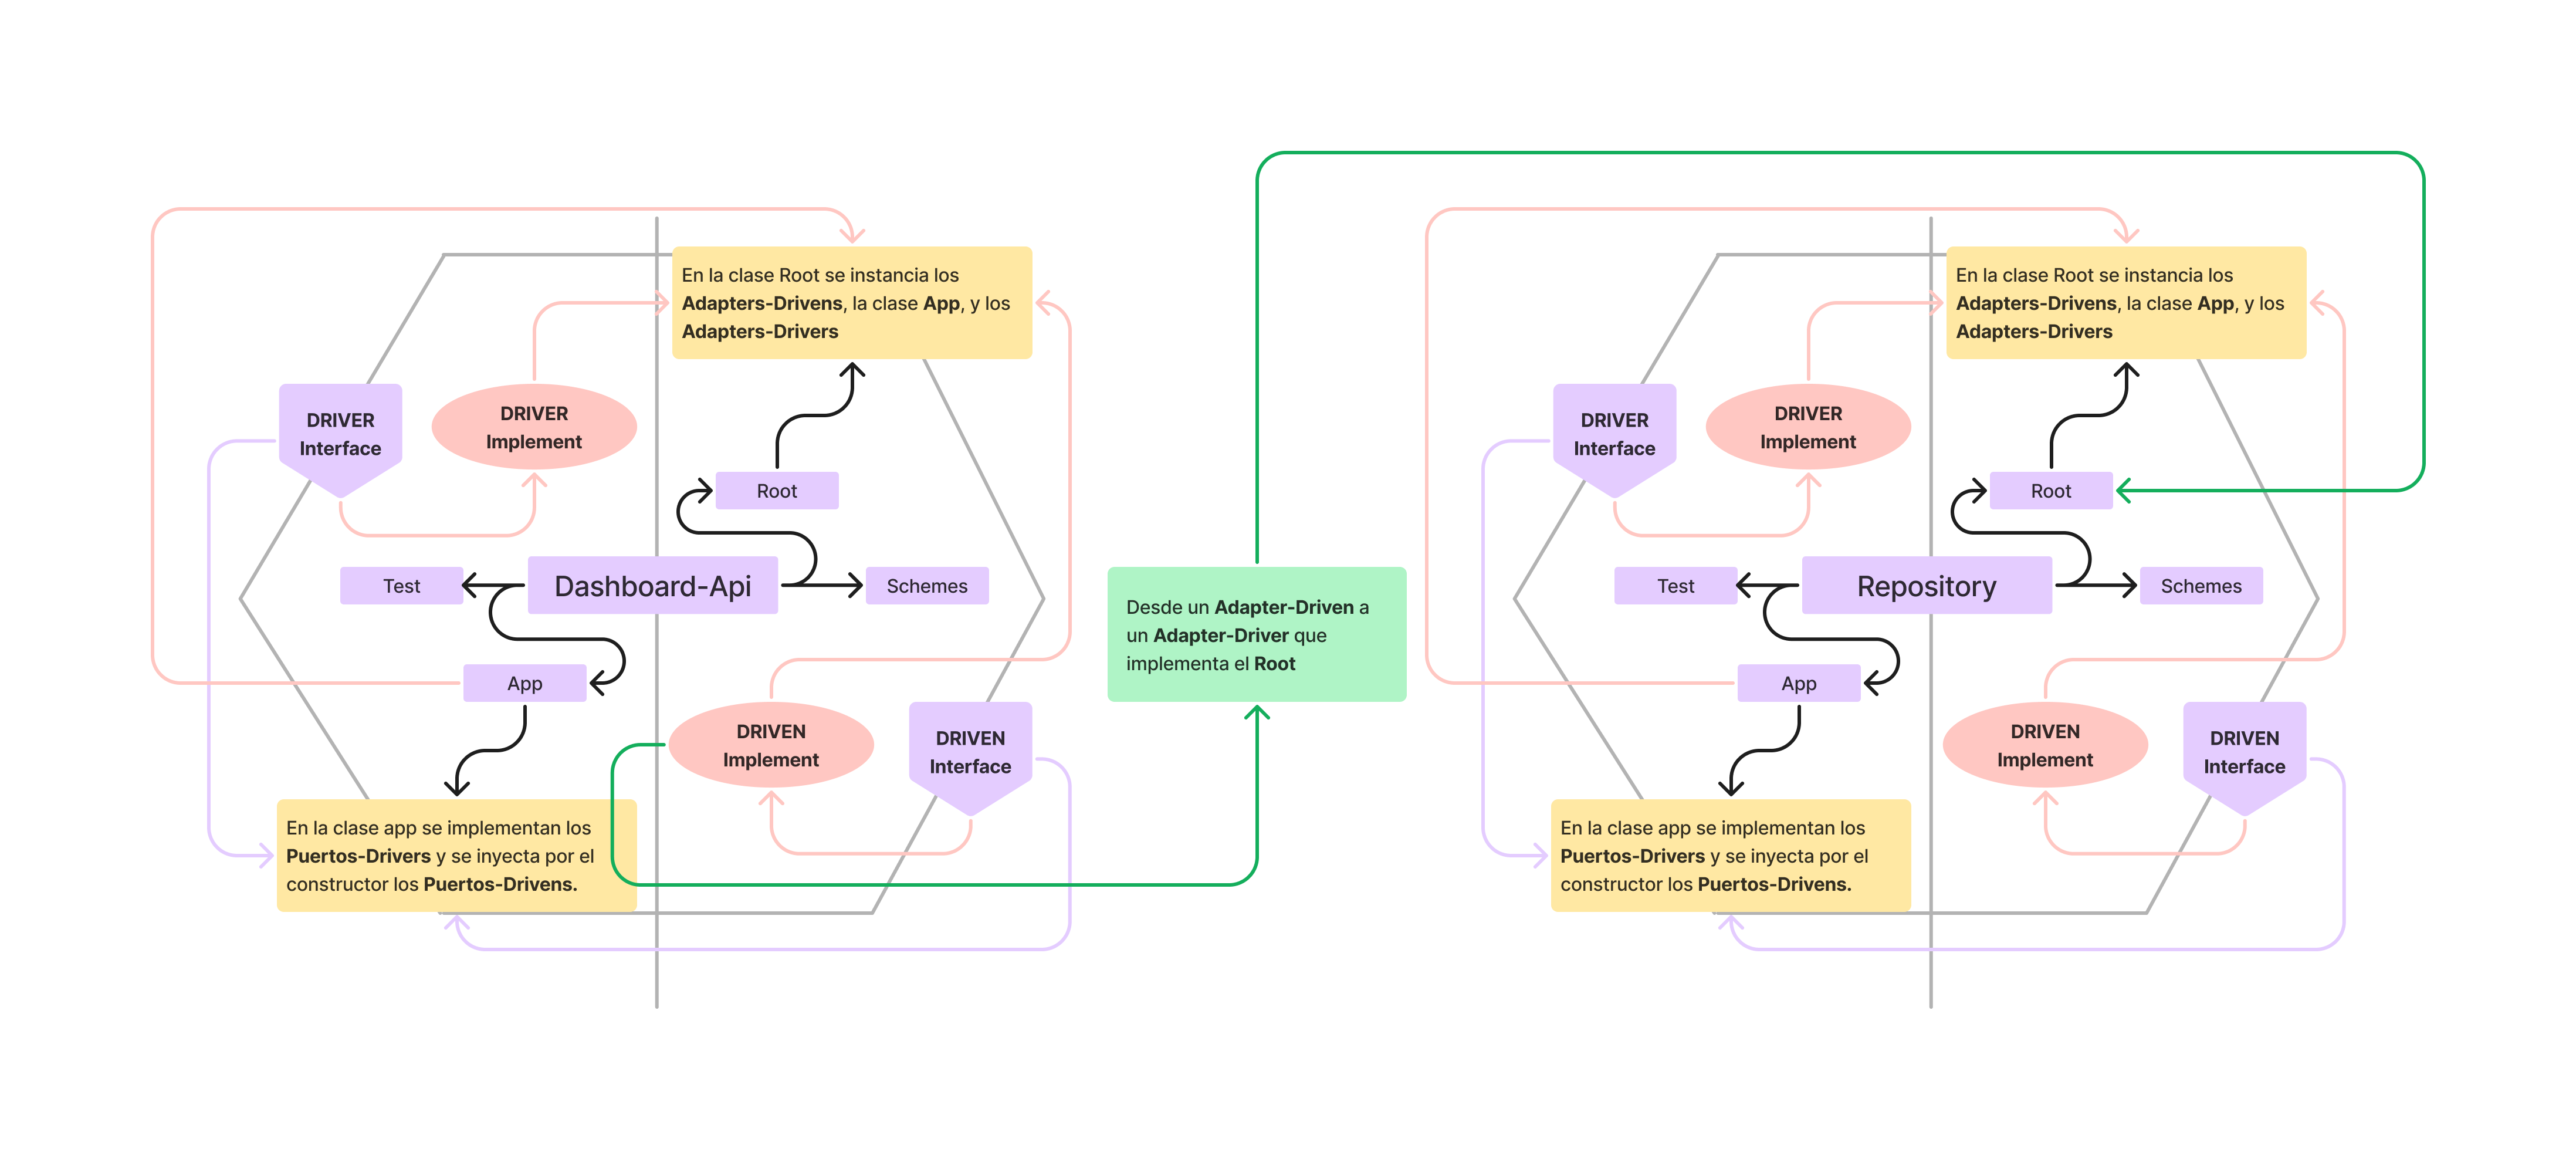 En la clase Root se instancia los
Adapters-Drivens, la clase App, y los
Adapters-Drivers
DRIVER
Interface
DRIVER
Implement
Root
Test
Dashboard-Api
Schemes
App
DRIVEN
Implement
DRIVEN
Interface
En la clase app se implementan los
Puertos-Drivers y se inyecta por el
constructor los Puertos-Drivens.
Desde un Adapter-Driven a
un Adapter-Driver que
implementa el Root
En la clase Root se instancia los
Adapters-Drivens, la clase App, y los
Adapters-Drivers
DRIVER
Interface
DRIVER
Implement
Root
Test
Repository
Schemes
App
DRIVEN
Implement
DRIVEN
Interface
En la clase app se implementan los
Puertos-Drivers y se inyecta por el
constructor los Puertos-Drivens.